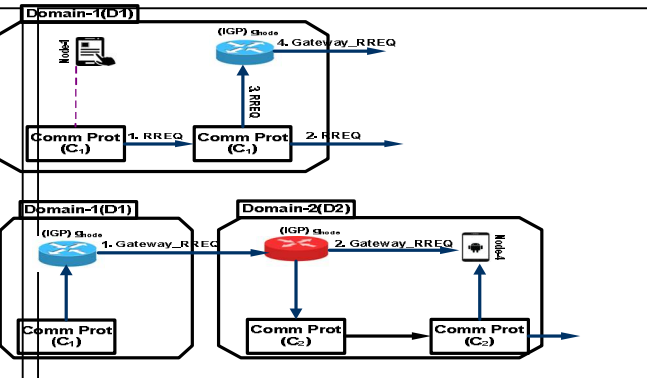 Domain-1(D1)
(IGP) gnode
4. Gateway_RREQ
Node-1
3.RREQ
Comm Prot
(C₁)
1. RREQ
Comm Prot
(C₁)
2. RREQ
Domain-1(D1)
Domain-2(D2)
(IGP) gnode
1. Gateway_RREQ
(IGP) gnode
2. Gateway_RREQ
Node-4
Comm Prot
(C₁)
Comm Prot
(C₂)
Comm Prot
(C₂)